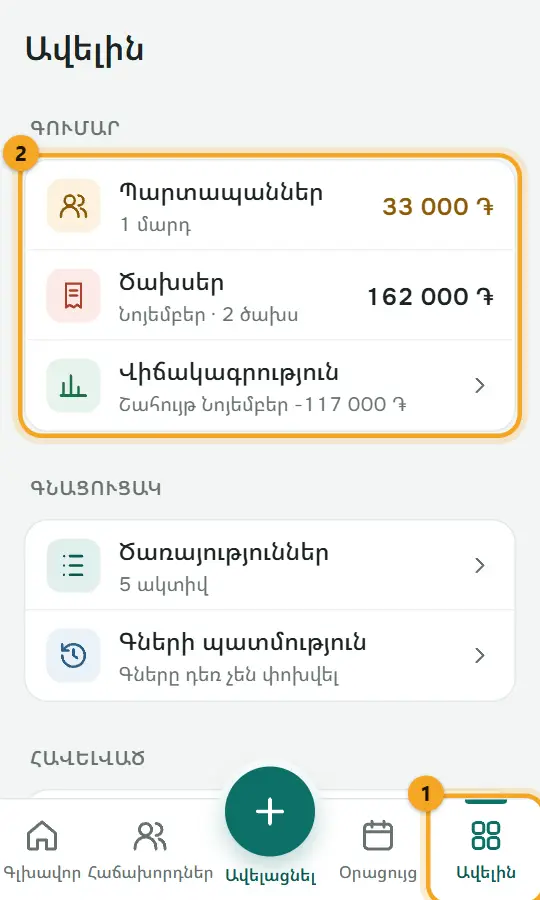 Ավելին
ԳՈՒՄԱՐ
2
Պարտապաններ
33 000 ֏
1 մարդ
Ծախսեր
162 000 ֏
Նոյեմբեր · 2 ծախս
Վիճակագրություն
Շահույթ Նոյեմբեր -117 000 ֏
ԳՆԱՑՈՒՑԱԿ
Ծառայություններ
5 ակտիվ
Գների պատմություն
Գները դեռ չեն փոխվել
ՀԱՎԵԼՎԱԾ
1
Գլխավոր
Հաճախորդներ
Ավելացնել
Օրացույց
Ավելին